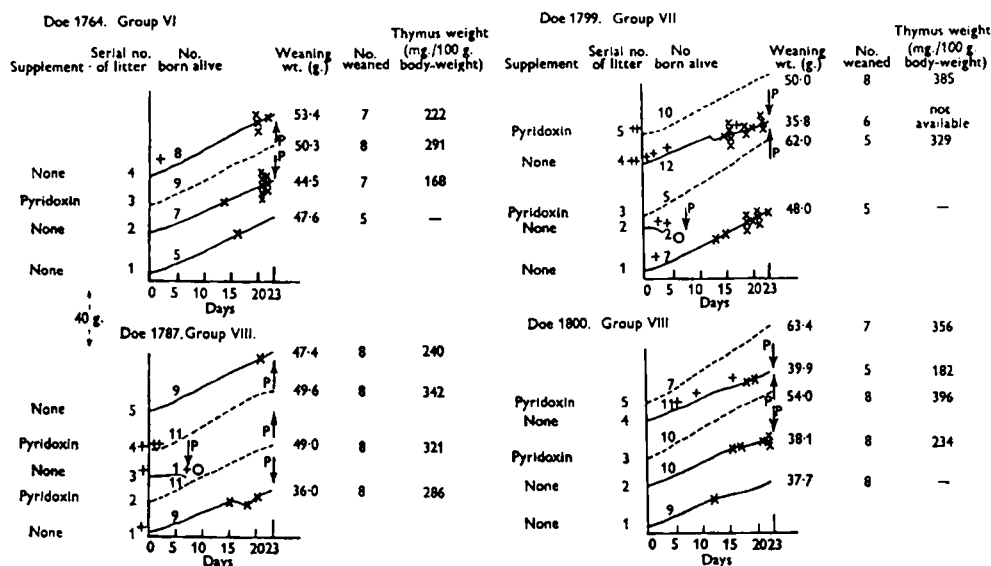 Doe 1764. Group VI
Supplement · Serial no. of litter No. born alive Weaning wt. (g.) No. weaned Thymus weight (mg./100 g. body-weight)
53·4 7 222
8
P
50·3 8 291
P
None 4 9 44·5 7 168
Pyridoxin 3
7 47·6 5 —
None 2
5
None 1
0 5 10 15 20 23
Days
40 g.
Doe 1787. Group VIII.
47·4 8 240
9
P
49·6 8 342
None 5
11
49·0 8 321
Pyridoxin 4 P
P
None 3 1 O
11 P
36·0 8 286
Pyridoxin 2
9
None 1
0 5 10 15 20 23
Days
Doe 1799. Group VII
Supplement Serial no. of litter No born alive Weaning wt. (g.) No. weaned Thymus weight (mg./100 g. body-weight)
50·0 8 385
10 P
35·8 6 not available
Pyridoxin 5
62·0 5 329
None 4 12 P
5
Pyridoxin 3 P
48·0 5 —
None 2 2 O
7
None 1
0 5 10 15 20 23
Days
Doe 1800. Group VIII
63·4 7 356
P
39·9 5 182
7
Pyridoxin 5 11 54·0 8 396
None 4 P
P
10 38·1 8 234
Pyridoxin 3
10
37·7 8 —
None 2
9
None 1
0 5 10 15 20 23
Days